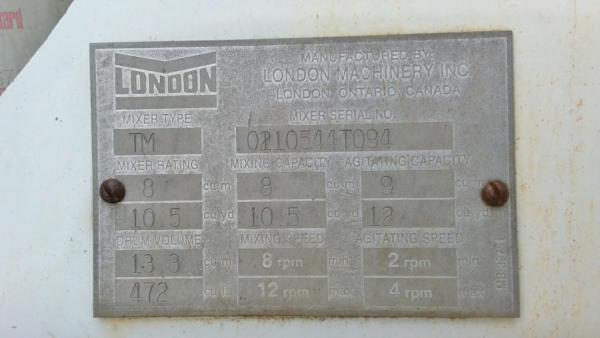 LONDON
MANUFACTURED BY:
LONDON MACHINERY INC.
LONDON, ONTARIO, CANADA
MIXER TYPE MIXER SERIAL NO.
TM 0210544T094
MIXER RATING MIXING CAPACITY AGITATING CAPACITY
8 cu/m 8 cu/m 9 cu/m
10.5 cu/yd 10.5 cu/yd 12 cu/yd
DRUM VOLUME MIXING SPEED AGITATING SPEED
13.3 cu/m 8 rpm min 2 rpm min
472 cu/ft 12 rpm max 4 rpm max